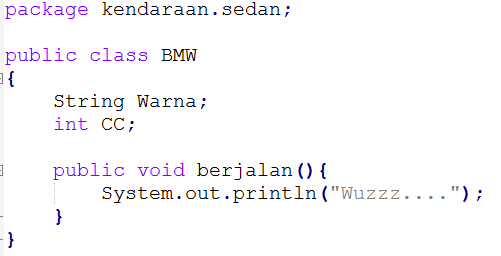 package kendaraan.sedan;
public class BMW
{
String Warna;
int CC;
public void berjalan(){
System.out.println("Wuzzz....");
}
}